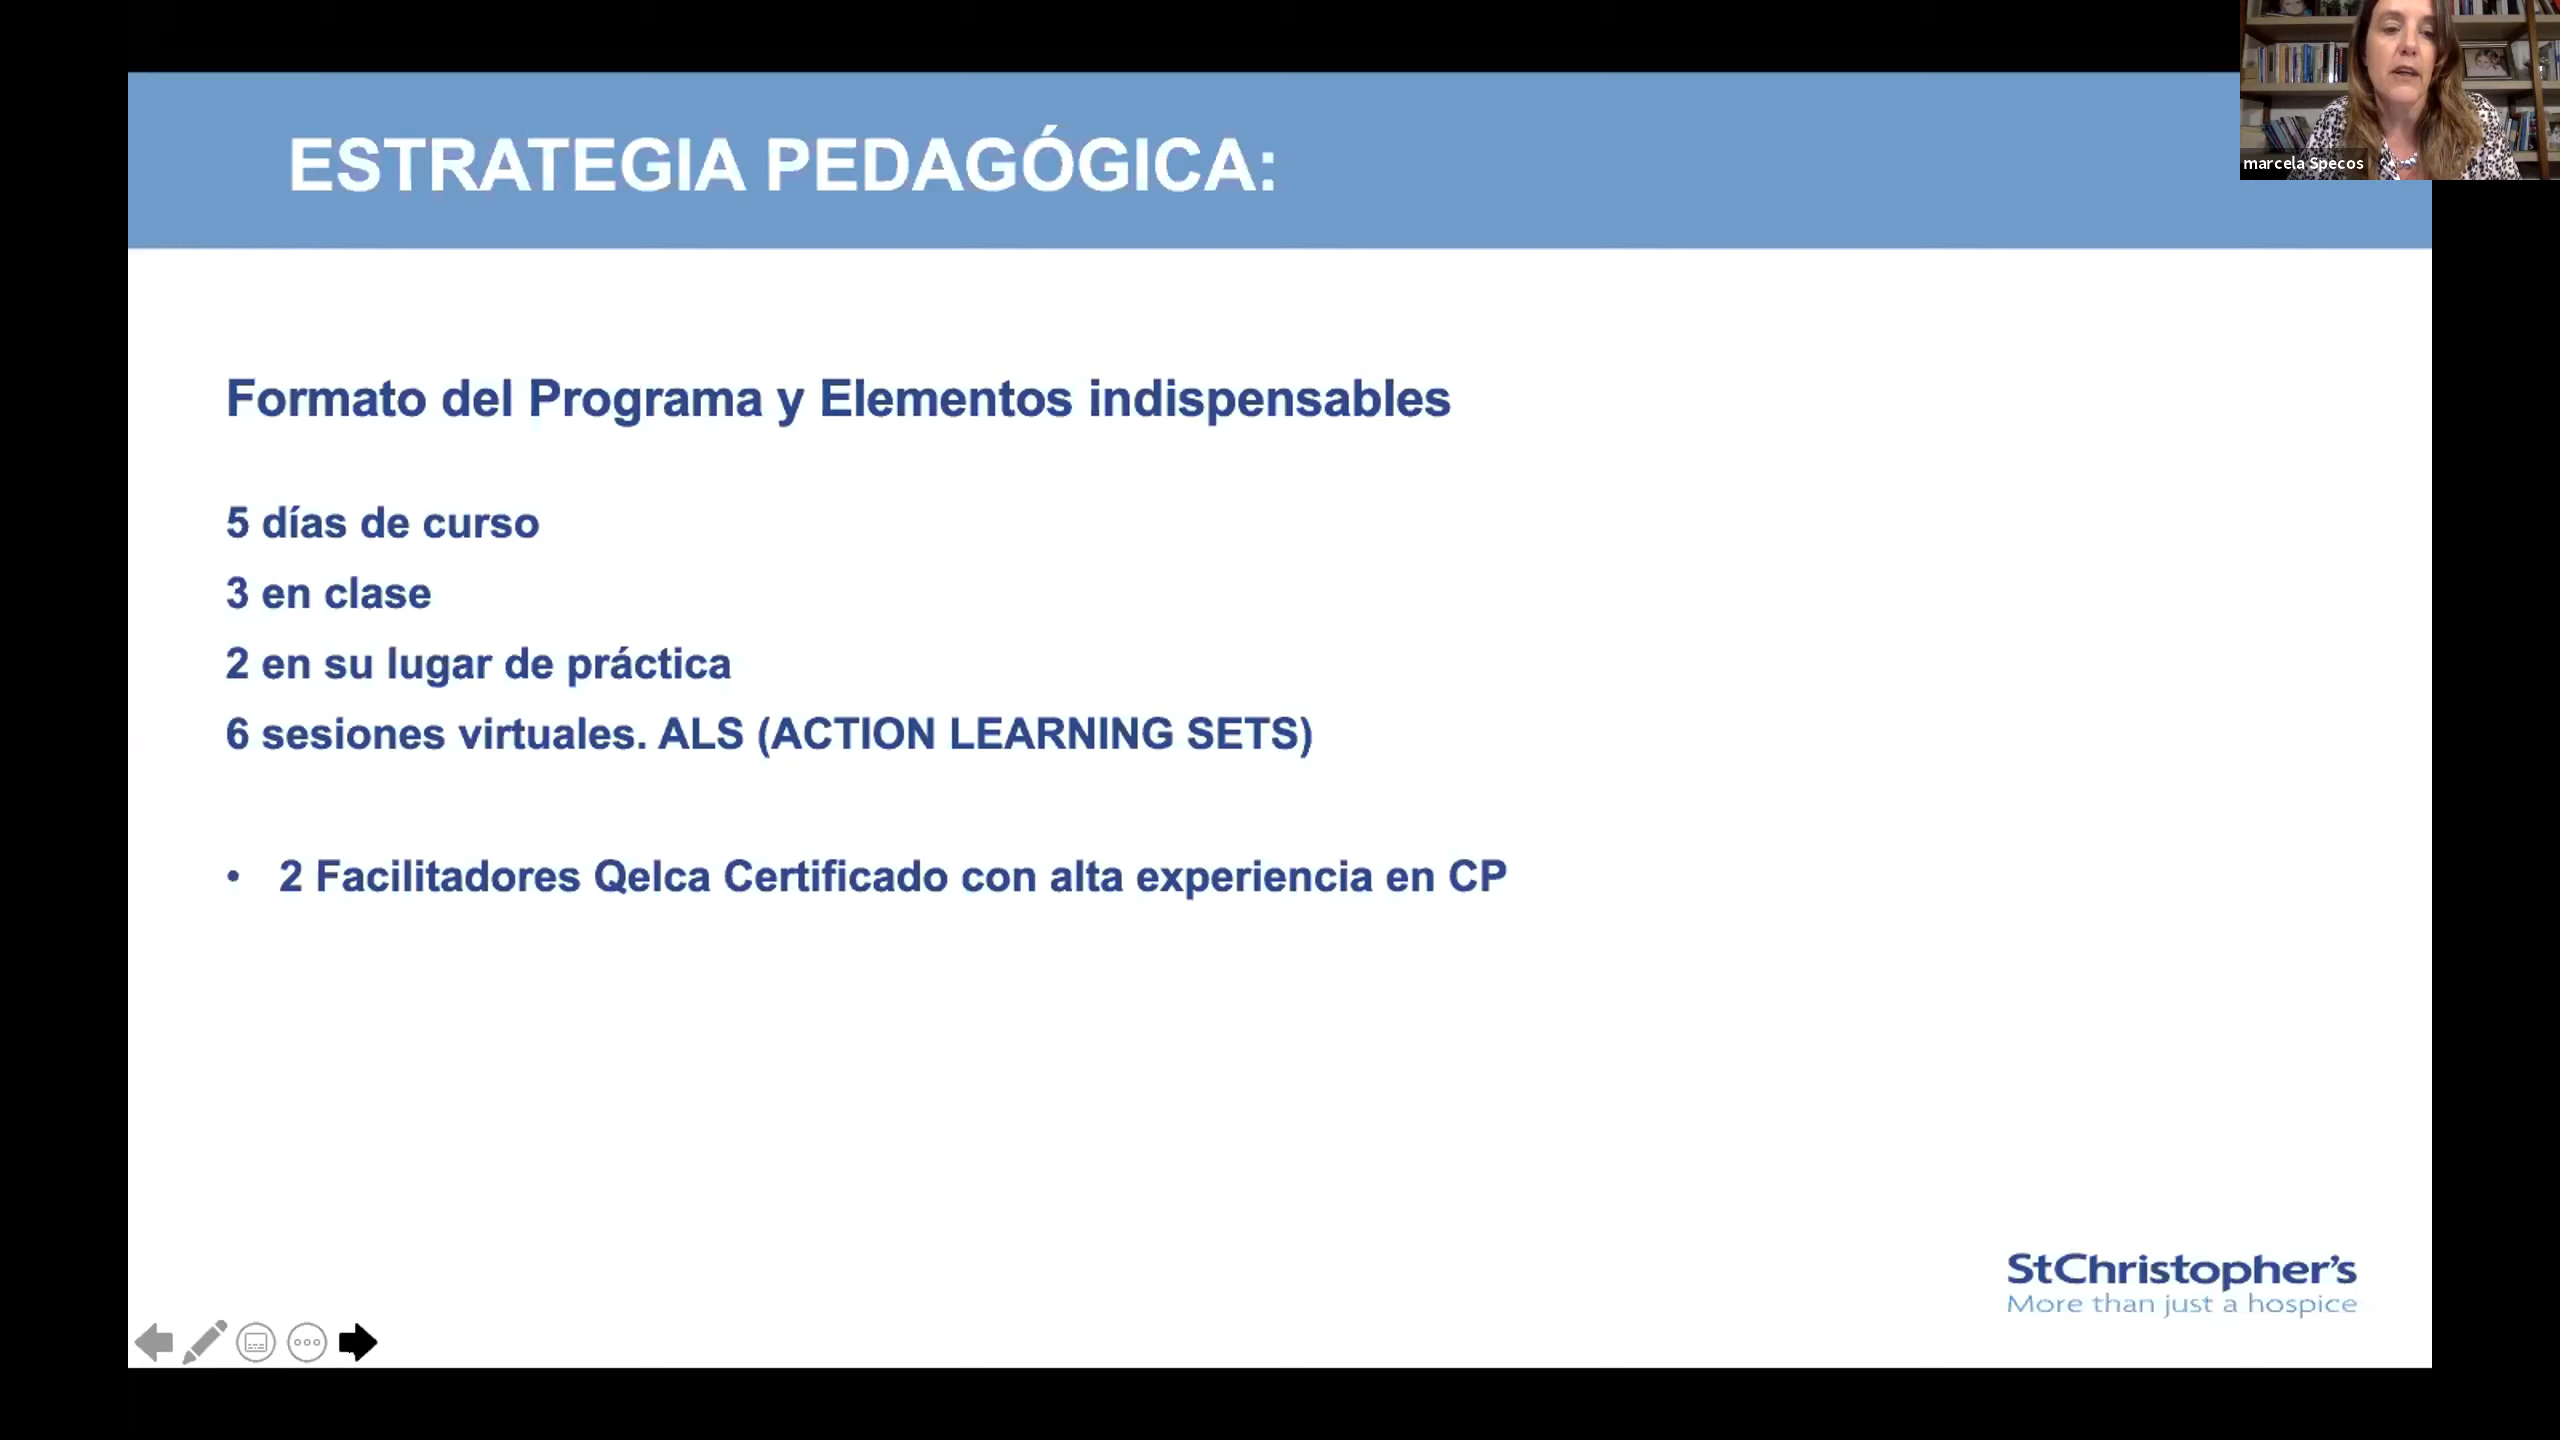 ESTRATEGIA PEDAGÓGICA:
marcela Specos
Formato del Programa y Elementos indispensables
5 días de curso
3 en clase
2 en su lugar de práctica
6 sesiones virtuales. ALS (ACTION LEARNING SETS)
• 2 Facilitadores Qelca Certificado con alta experiencia en CP
StChristopher's
More than just a hospice